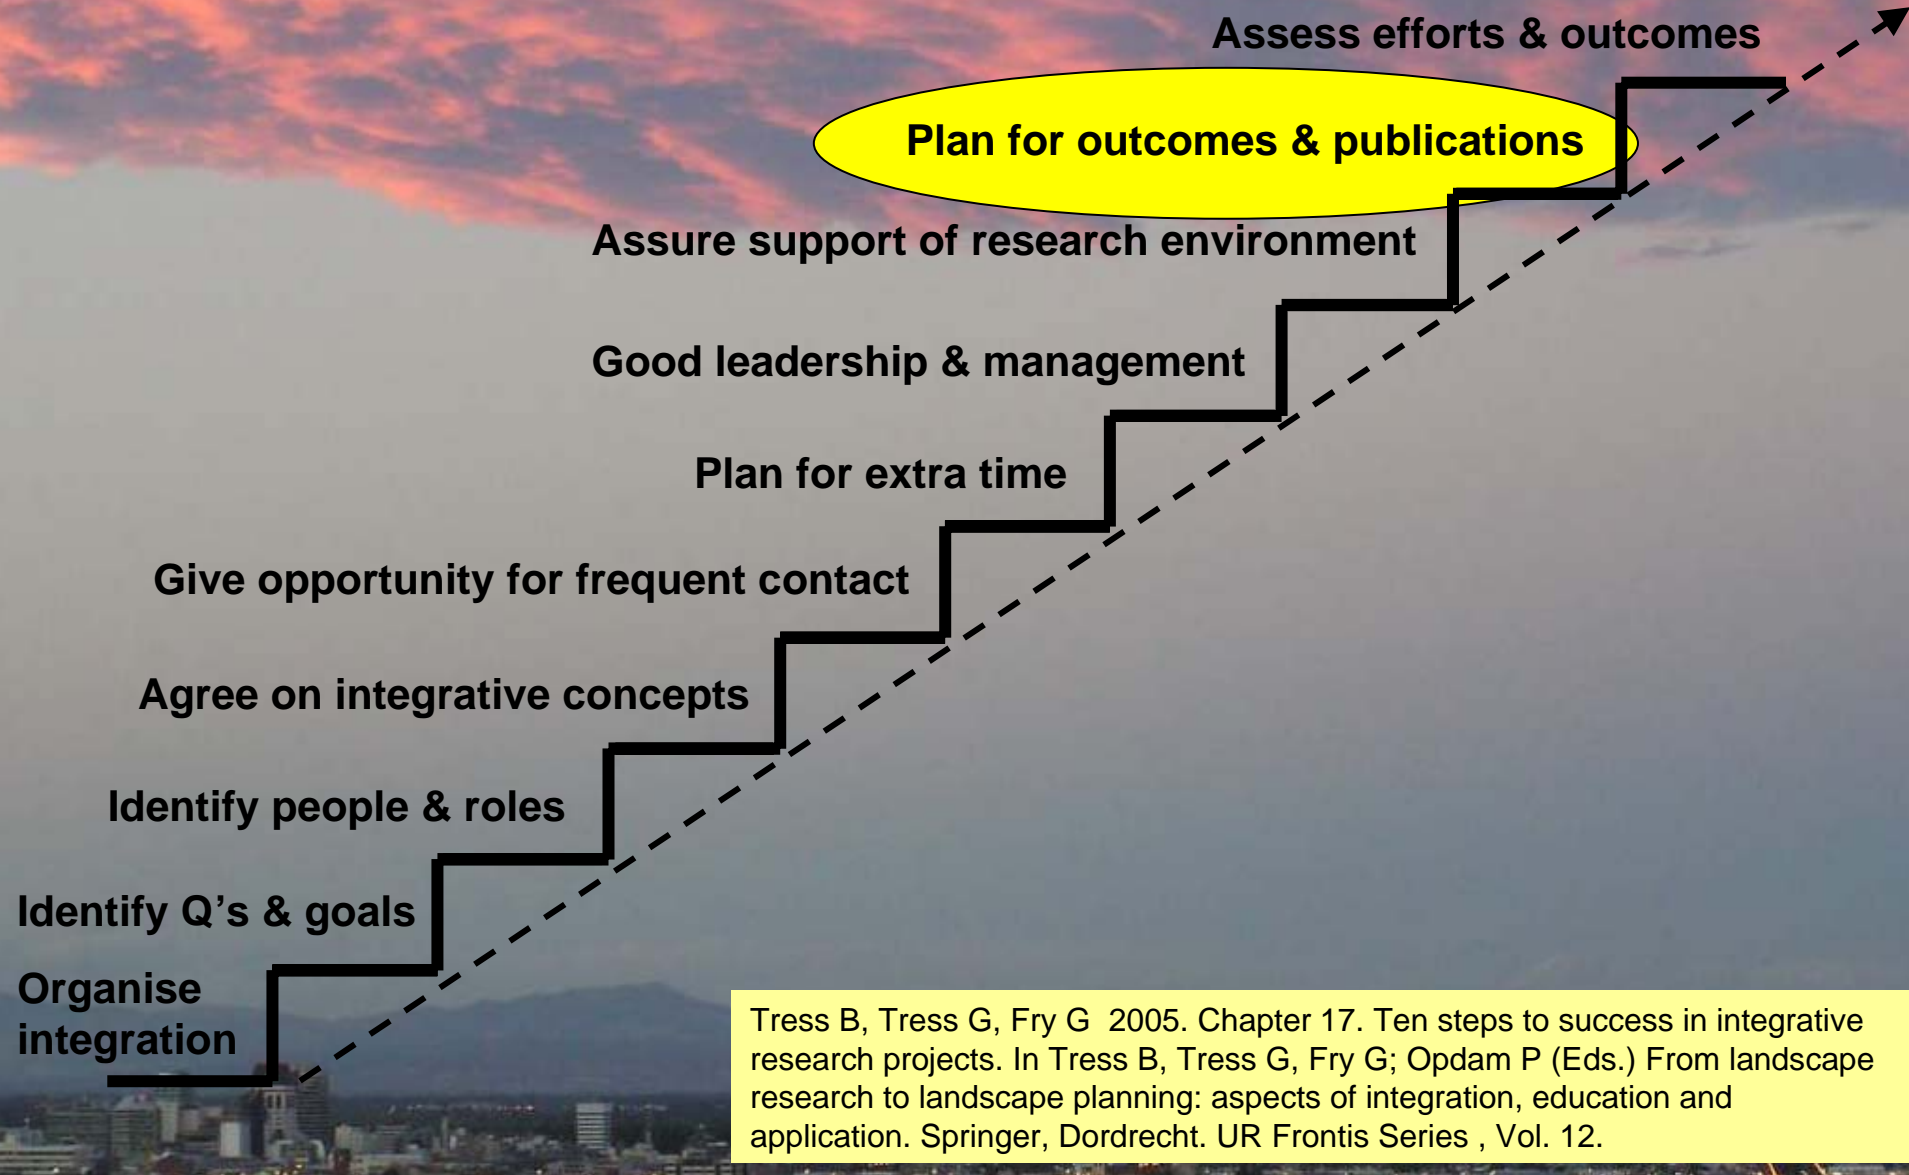 Assess efforts & outcomes
Plan for outcomes & publications
Assure support of research environment
Good leadership & management
Plan for extra time
Give opportunity for frequent contact
Agree on integrative concepts
Identify people & roles
Identify Q’s & goals
Organise
integration
Tress B, Tress G, Fry G 2005. Chapter 17. Ten steps to success in integrative
research projects. In Tress B, Tress G, Fry G; Opdam P (Eds.) From landscape
research to landscape planning: aspects of integration, education and
application. Springer, Dordrecht. UR Frontis Series , Vol. 12.